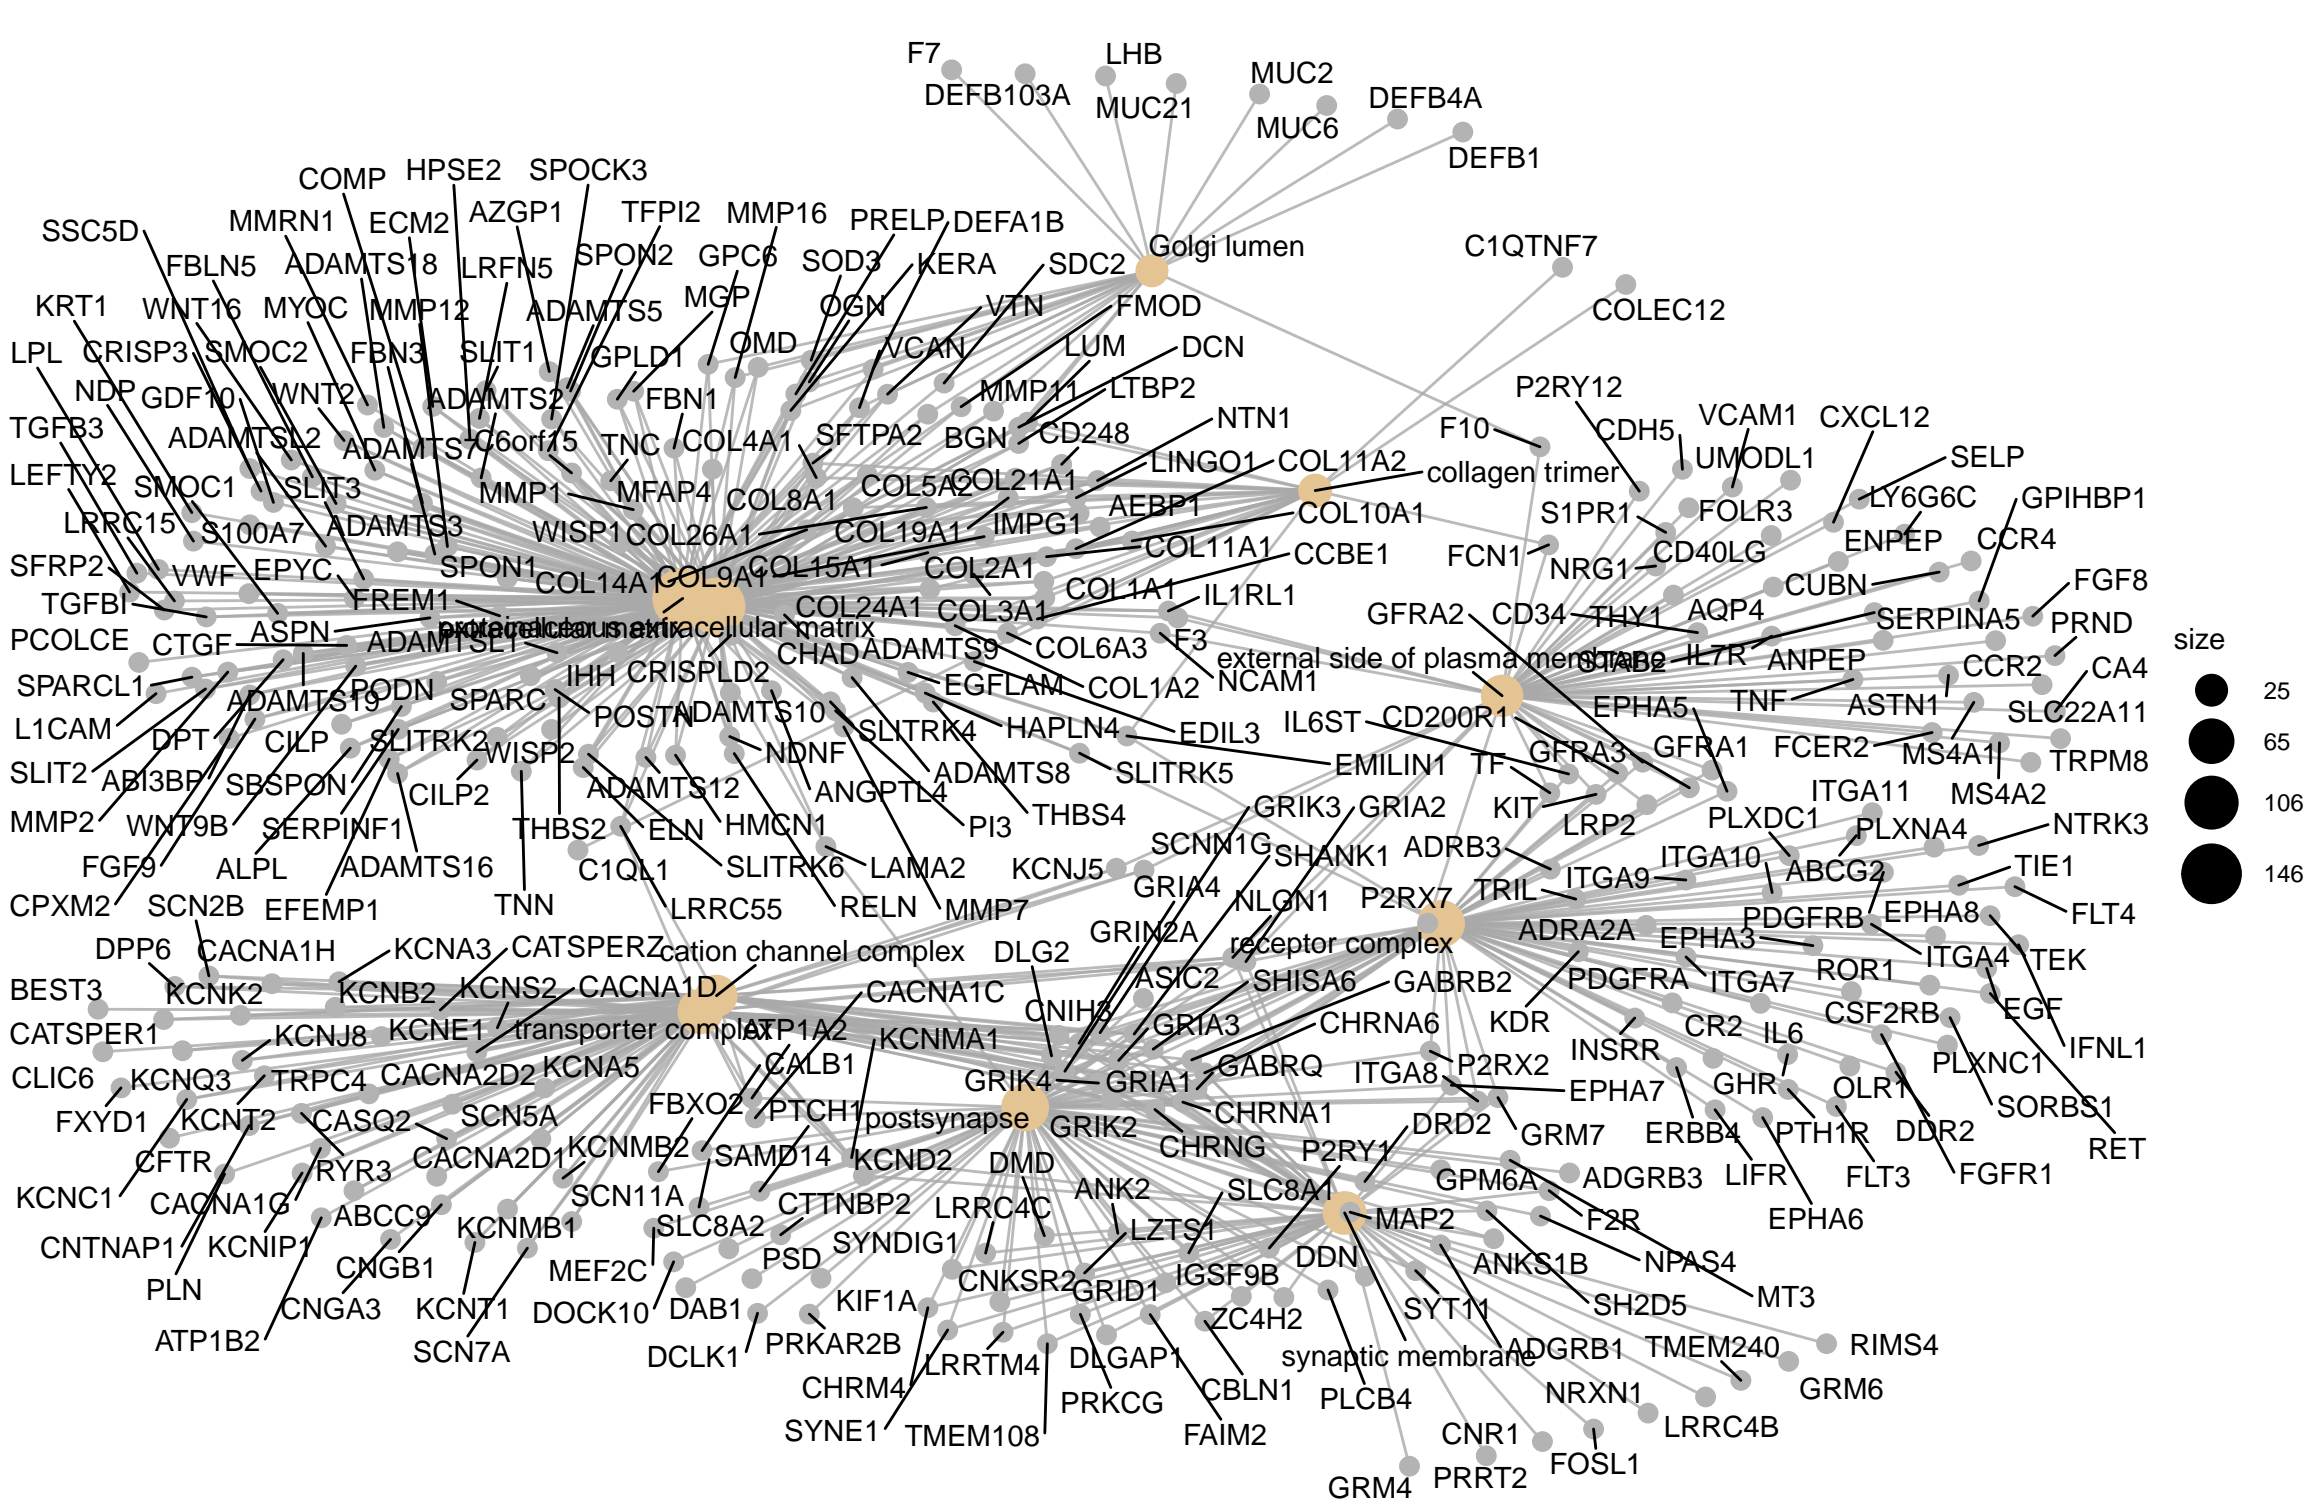 F7
LHB
MUC2
DEFB103A
MUC21
DEFB4A
MUC6
DEFB1
COMP
HPSE2
SPOCK3
SSC5D
MMRN1
ECM2
AZGP1
TFPI2
MMP16
PRELP
DEFA1B
Golgi lumen
C1QTNF7
FBLN5
ADAMTS18
LRFN5
SPON2
GPC6
SOD3
KERA
SDC2
KRT1
WNT16
MYOC
MMP12
ADAMTS5
MGP
OGN
VTN
FMOD
COLEC12
LPL
CRISP3
SMOC2
FBN3
SLIT1
GPLD1
OMD
VCAN
LUM
DCN
NDP
GDF10
WNT2
ADAMTS2
FBN1
MMP11
LTBP2
P2RY12
TGFB3
ADAMTSL2
ADAMTS7
C6orf15
TNC
COL4A1
SFTPA2
BGN
CD248
NTN1
F10
CDH5
VCAM1
CXCL12
LEFTY2
SMOC1
SLIT3
MMP1
MFAP4
COL8A1
COL5A2
COL21A1
LINGO1
COL11A2
collagen trimer
UMODL1
SELP
LRRC15
S100A7
ADAMTS3
WISP1
COL26A1
COL19A1
IMPG1
AEBP1
COL10A1
S1PR1
FOLR3
LY6G6C
GPIHBP1
SFRP2
VWF
EPYC
SPON1
COL14A1
COL9A1
COL15A1
COL2A1
COL11A1
CCBE1
FCN1
NRG1
CD40LG
ENPEP
CCR4
TGFBI
FREM1
COL24A1
COL3A1
COL1A1
IL1RL1
GFRA2
CD34
THY1
AQP4
CUBN
FGF8
PCOLCE
CTGF
ASPN
ADAMTSL1
proteinaceous extracellular matrix
extracellular matrix
CHAD
ADAMTS9
COL6A3
F3
external side of plasma membrane
STAB2
IL7R
ANPEP
SERPINA5
PRND
SPARCL1
ADAMTS19
PODN
SPARC
IHH
CRISPLD2
EGFLAM
COL1A2
NCAM1
CCR2
CA4
L1CAM
DPT
CILP
SLITRK2
WISP2
POSTN
ADAMTS10
SLITRK4
HAPLN4
EDIL3
IL6ST
CD200R1
EPHA5
TNF
ASTN1
SLC22A11
SLIT2
ABI3BP
SBSPON
CILP2
ADAMTS12
NDNF
ANGPTL4
ADAMTS8
SLITRK5
EMILIN1
TF
GFRA3
GFRA1
FCER2
MS4A1
TRPM8
MMP2
WNT9B
SERPINF1
THBS2
ELN
HMCN1
PI3
THBS4
GRIK3
GRIA2
KIT
LRP2
PLXDC1
ITGA11
MS4A2
FGF9
ALPL
ADAMTS16
C1QL1
SLITRK6
LAMA2
KCNJ5
SCNN1G
SHANK1
ADRB3
ITGA10
PLXNA4
NTRK3
CPXM2
SCN2B
EFEMP1
TNN
LRRC55
RELN
MMP7
GRIA4
NLGN1
P2RX7
TRIL
ITGA9
ABCG2
TIE1
DPP6
CACNA1H
KCNA3
CATSPERZ
cation channel complex
DLG2
GRIN2A
receptor complex
ADRA2A
EPHA3
PDGFRB
EPHA8
FLT4
BEST3
KCNK2
KCNB2
KCNS2
CACNA1D
CACNA1C
ASIC2
SHISA6
GABRB2
PDGFRA
ITGA7
ROR1
ITGA4
TEK
CATSPER1
KCNJ8
KCNE1
transporter complex
ATP1A2
KCNMA1
CNIH3
GRIA3
CHRNA6
KDR
CR2
IL6
CSF2RB
EGF
CLIC6
KCNQ3
TRPC4
CACNA2D2
KCNA5
CALB1
GRIK4
GRIA1
GABRQ
ITGA8
P2RX2
INSRR
GHR
OLR1
PLXNC1
IFNL1
FXYD1
KCNT2
CASQ2
SCN5A
FBXO2
PTCH1
postsynapse
GRIK2
CHRNA1
DRD2
EPHA7
GRM7
ERBB4
PTH1R
DDR2
SORBS1
RET
CFTR
RYR3
CACNA2D1
KCNMB2
SAMD14
KCND2
DMD
CHRNG
P2RY1
GPM6A
ADGRB3
LIFR
FLT3
FGFR1
KCNC1
CACNA1G
ABCC9
KCNMB1
SCN11A
SLC8A2
CTTNBP2
LRRC4C
ANK2
SLC8A1
MAP2
F2R
EPHA6
CNTNAP1
KCNIP1
CNGB1
MEF2C
PSD
SYNDIG1
LZTS1
DDN
ANKS1B
NPAS4
PLN
CNGA3
KCNT1
DOCK10
DAB1
KIF1A
CNKSR2
GRID1
IGSF9B
SYT11
SH2D5
MT3
ATP1B2
SCN7A
DCLK1
PRKAR2B
LRRTM4
DLGAP1
ZC4H2
synaptic membrane
ADGRB1
TMEM240
RIMS4
CHRM4
PRKCG
CBLN1
PLCB4
NRXN1
GRM6
SYNE1
TMEM108
FAIM2
CNR1
LRRC4B
GRM4
PRRT2
FOSL1
size
25
65
106
146